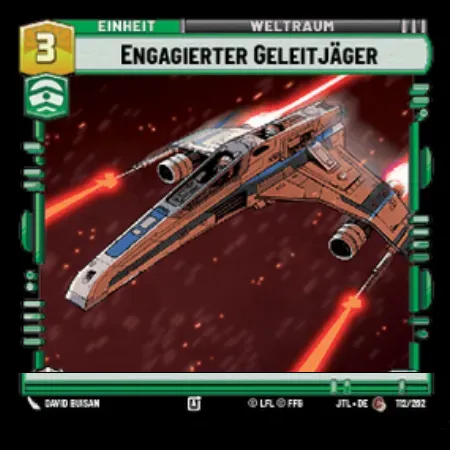 EINHEIT WELTRAUM
3 ENGAGIERTER GELEITJÄGER
DAVID BUISAN © LFL © FFG JTL • DE 112/262